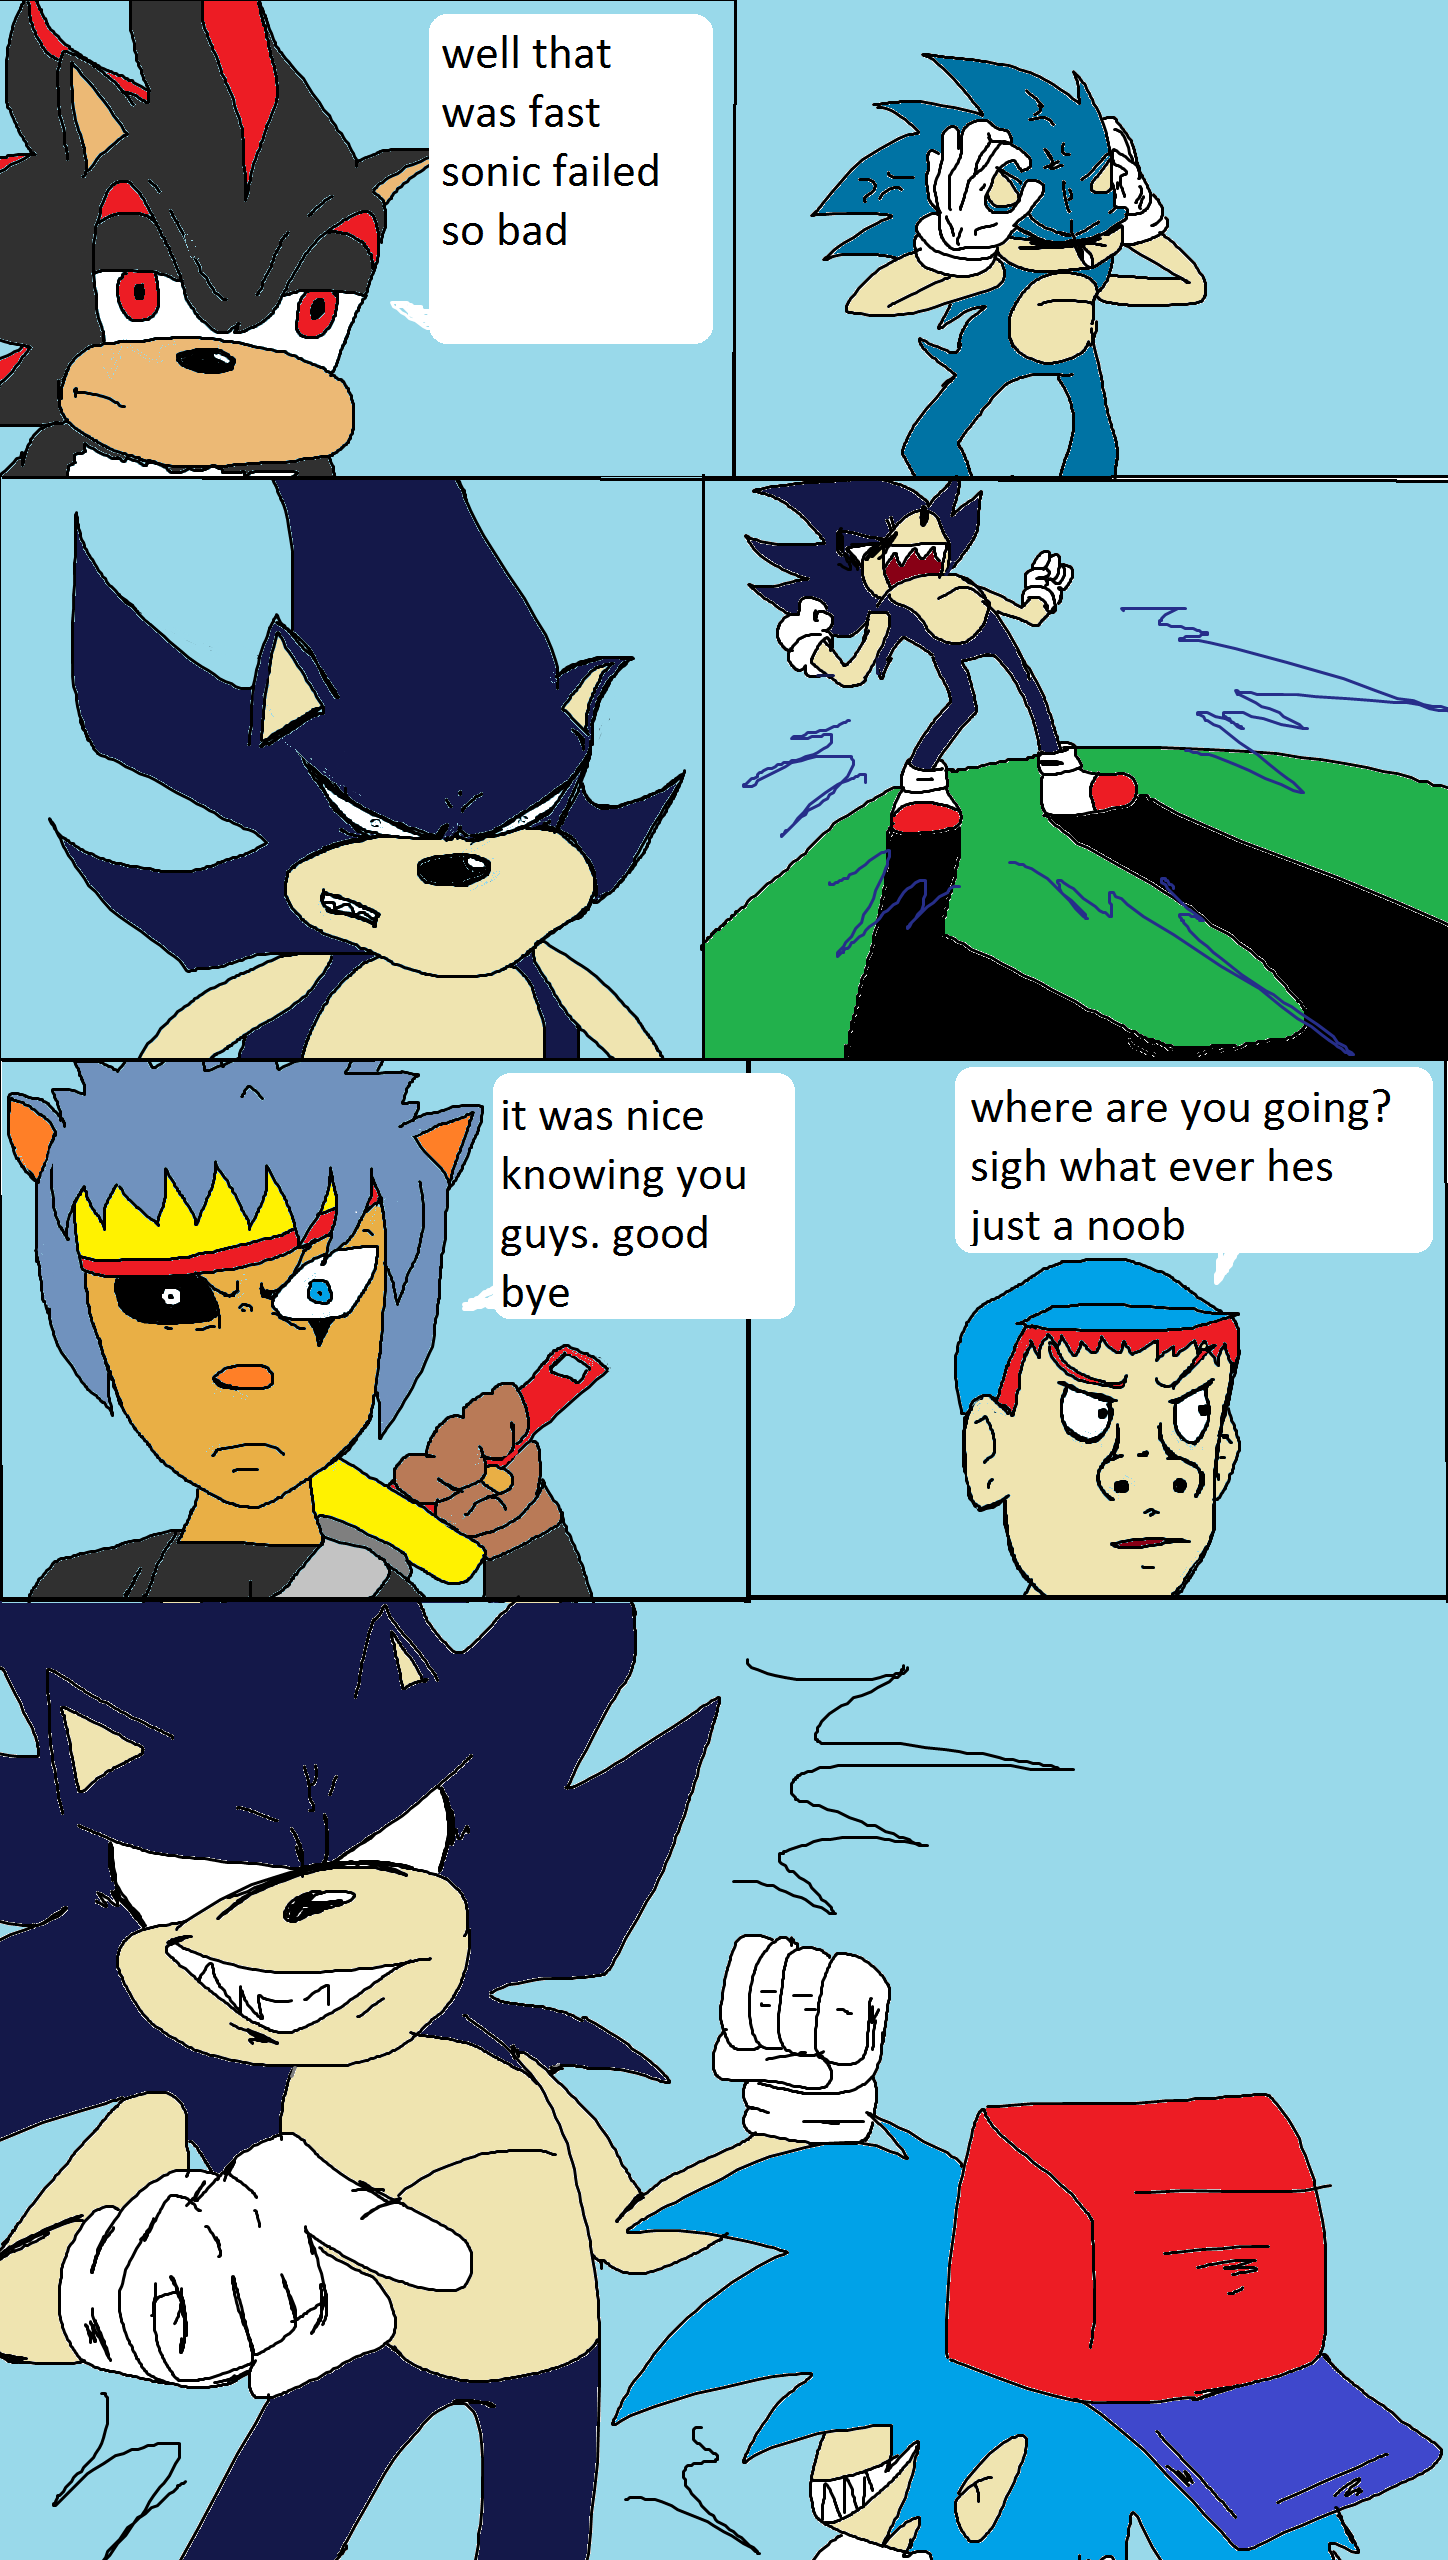 well that
was fast
sonic failed
so bad
it was nice
knowing you
guys. good
bye
where are you going?
sigh what ever hes
just a noob